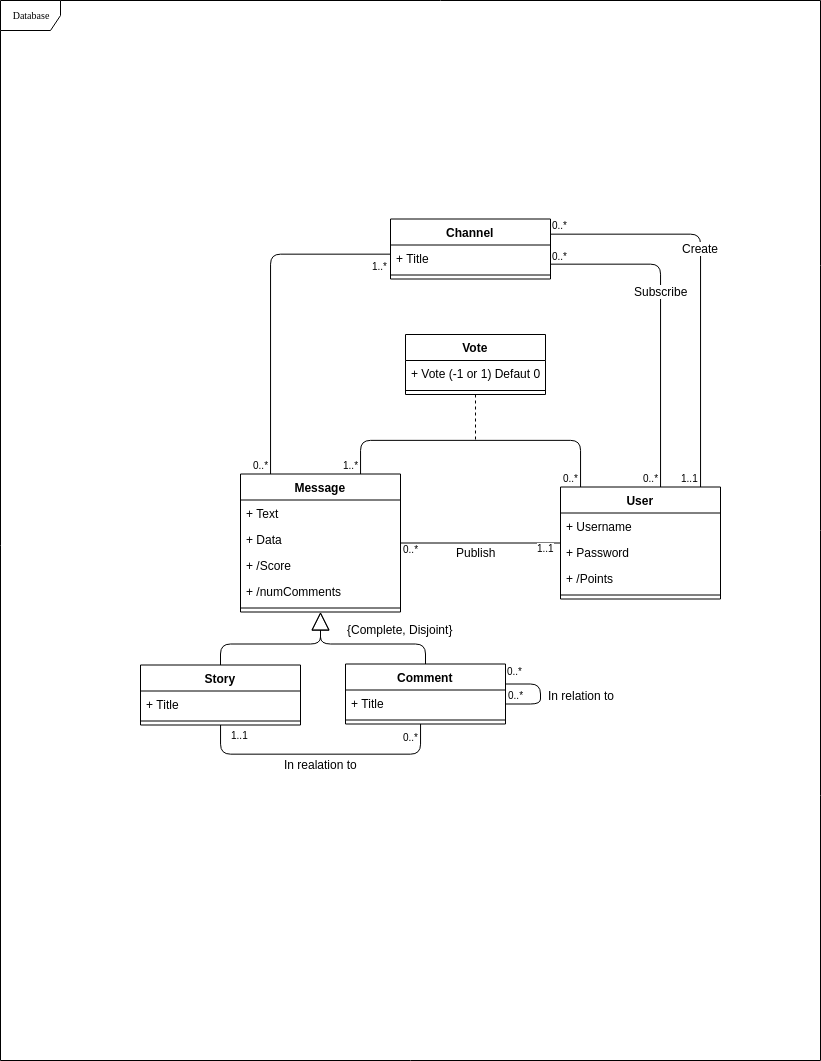 Database
Channel
+ Title
0..*
Create
0..*
1..*
Subscribe
Vote
+ Vote (-1 or 1) Defaut 0
0..*
1..*
0..*
0..*
1..1
Message
+ Text
+ Data
+ /Score
+ /numComments
User
+ Username
+ Password
+ /Points
0..*
Publish
1..1
{Complete, Disjoint}
Story
+ Title
Comment
+ Title
0..*
0..*
In relation to
1..1
0..*
In realation to